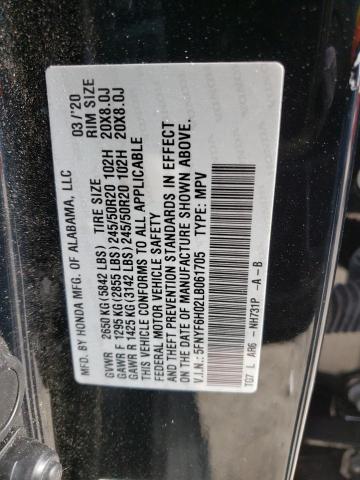 MFD. BY HONDA MFG. OF ALABAMA, LLC 03 / '20
TIRE SIZE RIM SIZE
GVWR 2650 KG (5842 LBS)
GAWR F 1295 KG (2855 LBS) 245/50R20 102H 20X8.0J
GAWR R 1425 KG (3142 LBS) 245/50R20 102H 20X8.0J
THIS VEHICLE CONFORMS TO ALL APPLICABLE
FEDERAL MOTOR VEHICLE SAFETY
AND THEFT PREVENTION STANDARDS IN EFFECT
ON THE DATE OF MANUFACTURE SHOWN ABOVE.
V.I.N.: 5FNYF6H02LB061705 TYPE: MPV
TG7 L AR6 -NH731P -A-B